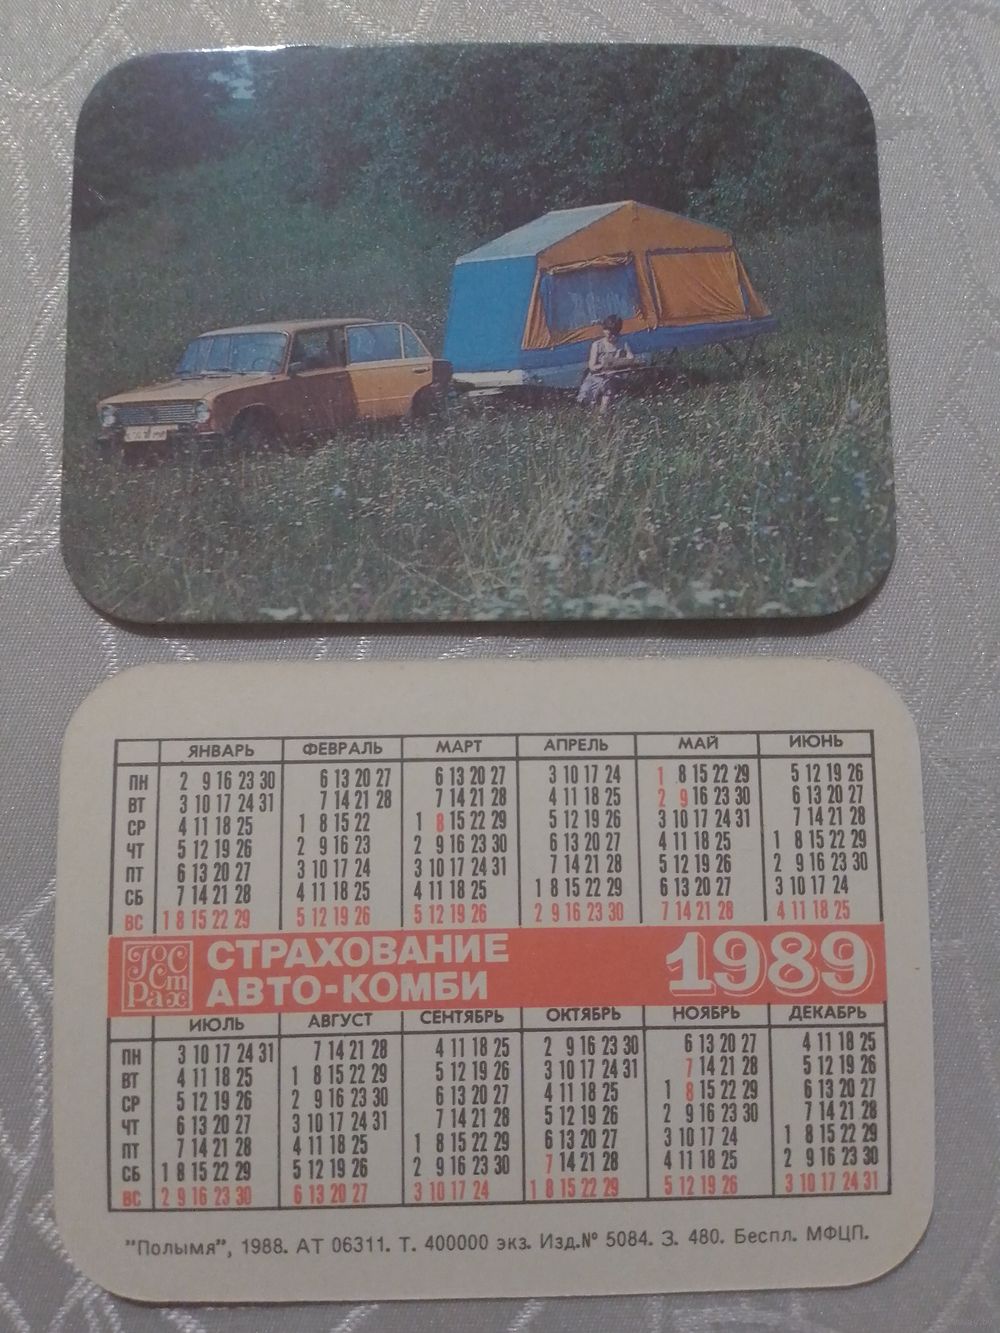 ЯНВАРЬ ФЕВРАЛЬ МАРТ АПРЕЛЬ МАЙ ИЮНЬ
ПН 2 9 16 23 30 6 13 20 27 6 13 20 27 3 10 17 24 1 8 15 22 29 5 12 19 26
ВТ 3 10 17 24 31 7 14 21 28 7 14 21 28 4 11 18 25 2 9 16 23 30 6 13 20 27
СР 4 11 18 25 1 8 15 22 1 8 15 22 29 5 12 19 26 3 10 17 24 31 7 14 21 28
ЧТ 5 12 19 26 2 9 16 23 2 9 16 23 30 6 13 20 27 4 11 18 25 1 8 15 22 29
ПТ 6 13 20 27 3 10 17 24 3 10 17 24 31 7 14 21 28 5 12 19 26 2 9 16 23 30
СБ 7 14 21 28 4 11 18 25 4 11 18 25 1 8 15 22 29 6 13 20 27 3 10 17 24
ВС 1 8 15 22 29 5 12 19 26 5 12 19 26 2 9 16 23 30 7 14 21 28 4 11 18 25
ГосСтрах
СТРАХОВАНИЕ
АВТО-КОМБИ
1989
ИЮЛЬ АВГУСТ СЕНТЯБРЬ ОКТЯБРЬ НОЯБРЬ ДЕКАБРЬ
ПН 3 10 17 24 31 7 14 21 28 4 11 18 25 2 9 16 23 30 6 13 20 27 4 11 18 25
ВТ 4 11 18 25 1 8 15 22 29 5 12 19 26 3 10 17 24 31 7 14 21 28 5 12 19 26
СР 5 12 19 26 2 9 16 23 30 6 13 20 27 4 11 18 25 1 8 15 22 29 6 13 20 27
ЧТ 6 13 20 27 3 10 17 24 31 7 14 21 28 5 12 19 26 2 9 16 23 30 7 14 21 28
ПТ 7 14 21 28 4 11 18 25 1 8 15 22 29 6 13 20 27 3 10 17 24 1 8 15 22 29
СБ 1 8 15 22 29 5 12 19 26 2 9 16 23 30 7 14 21 28 4 11 18 25 2 9 16 23 30
ВС 2 9 16 23 30 6 13 20 27 3 10 17 24 1 8 15 22 29 5 12 19 26 3 10 17 24 31
"Полымя", 1988. АТ 06311. Т. 400000 экз. Изд.№ 5084. З. 480. Беспл. МФЦП.